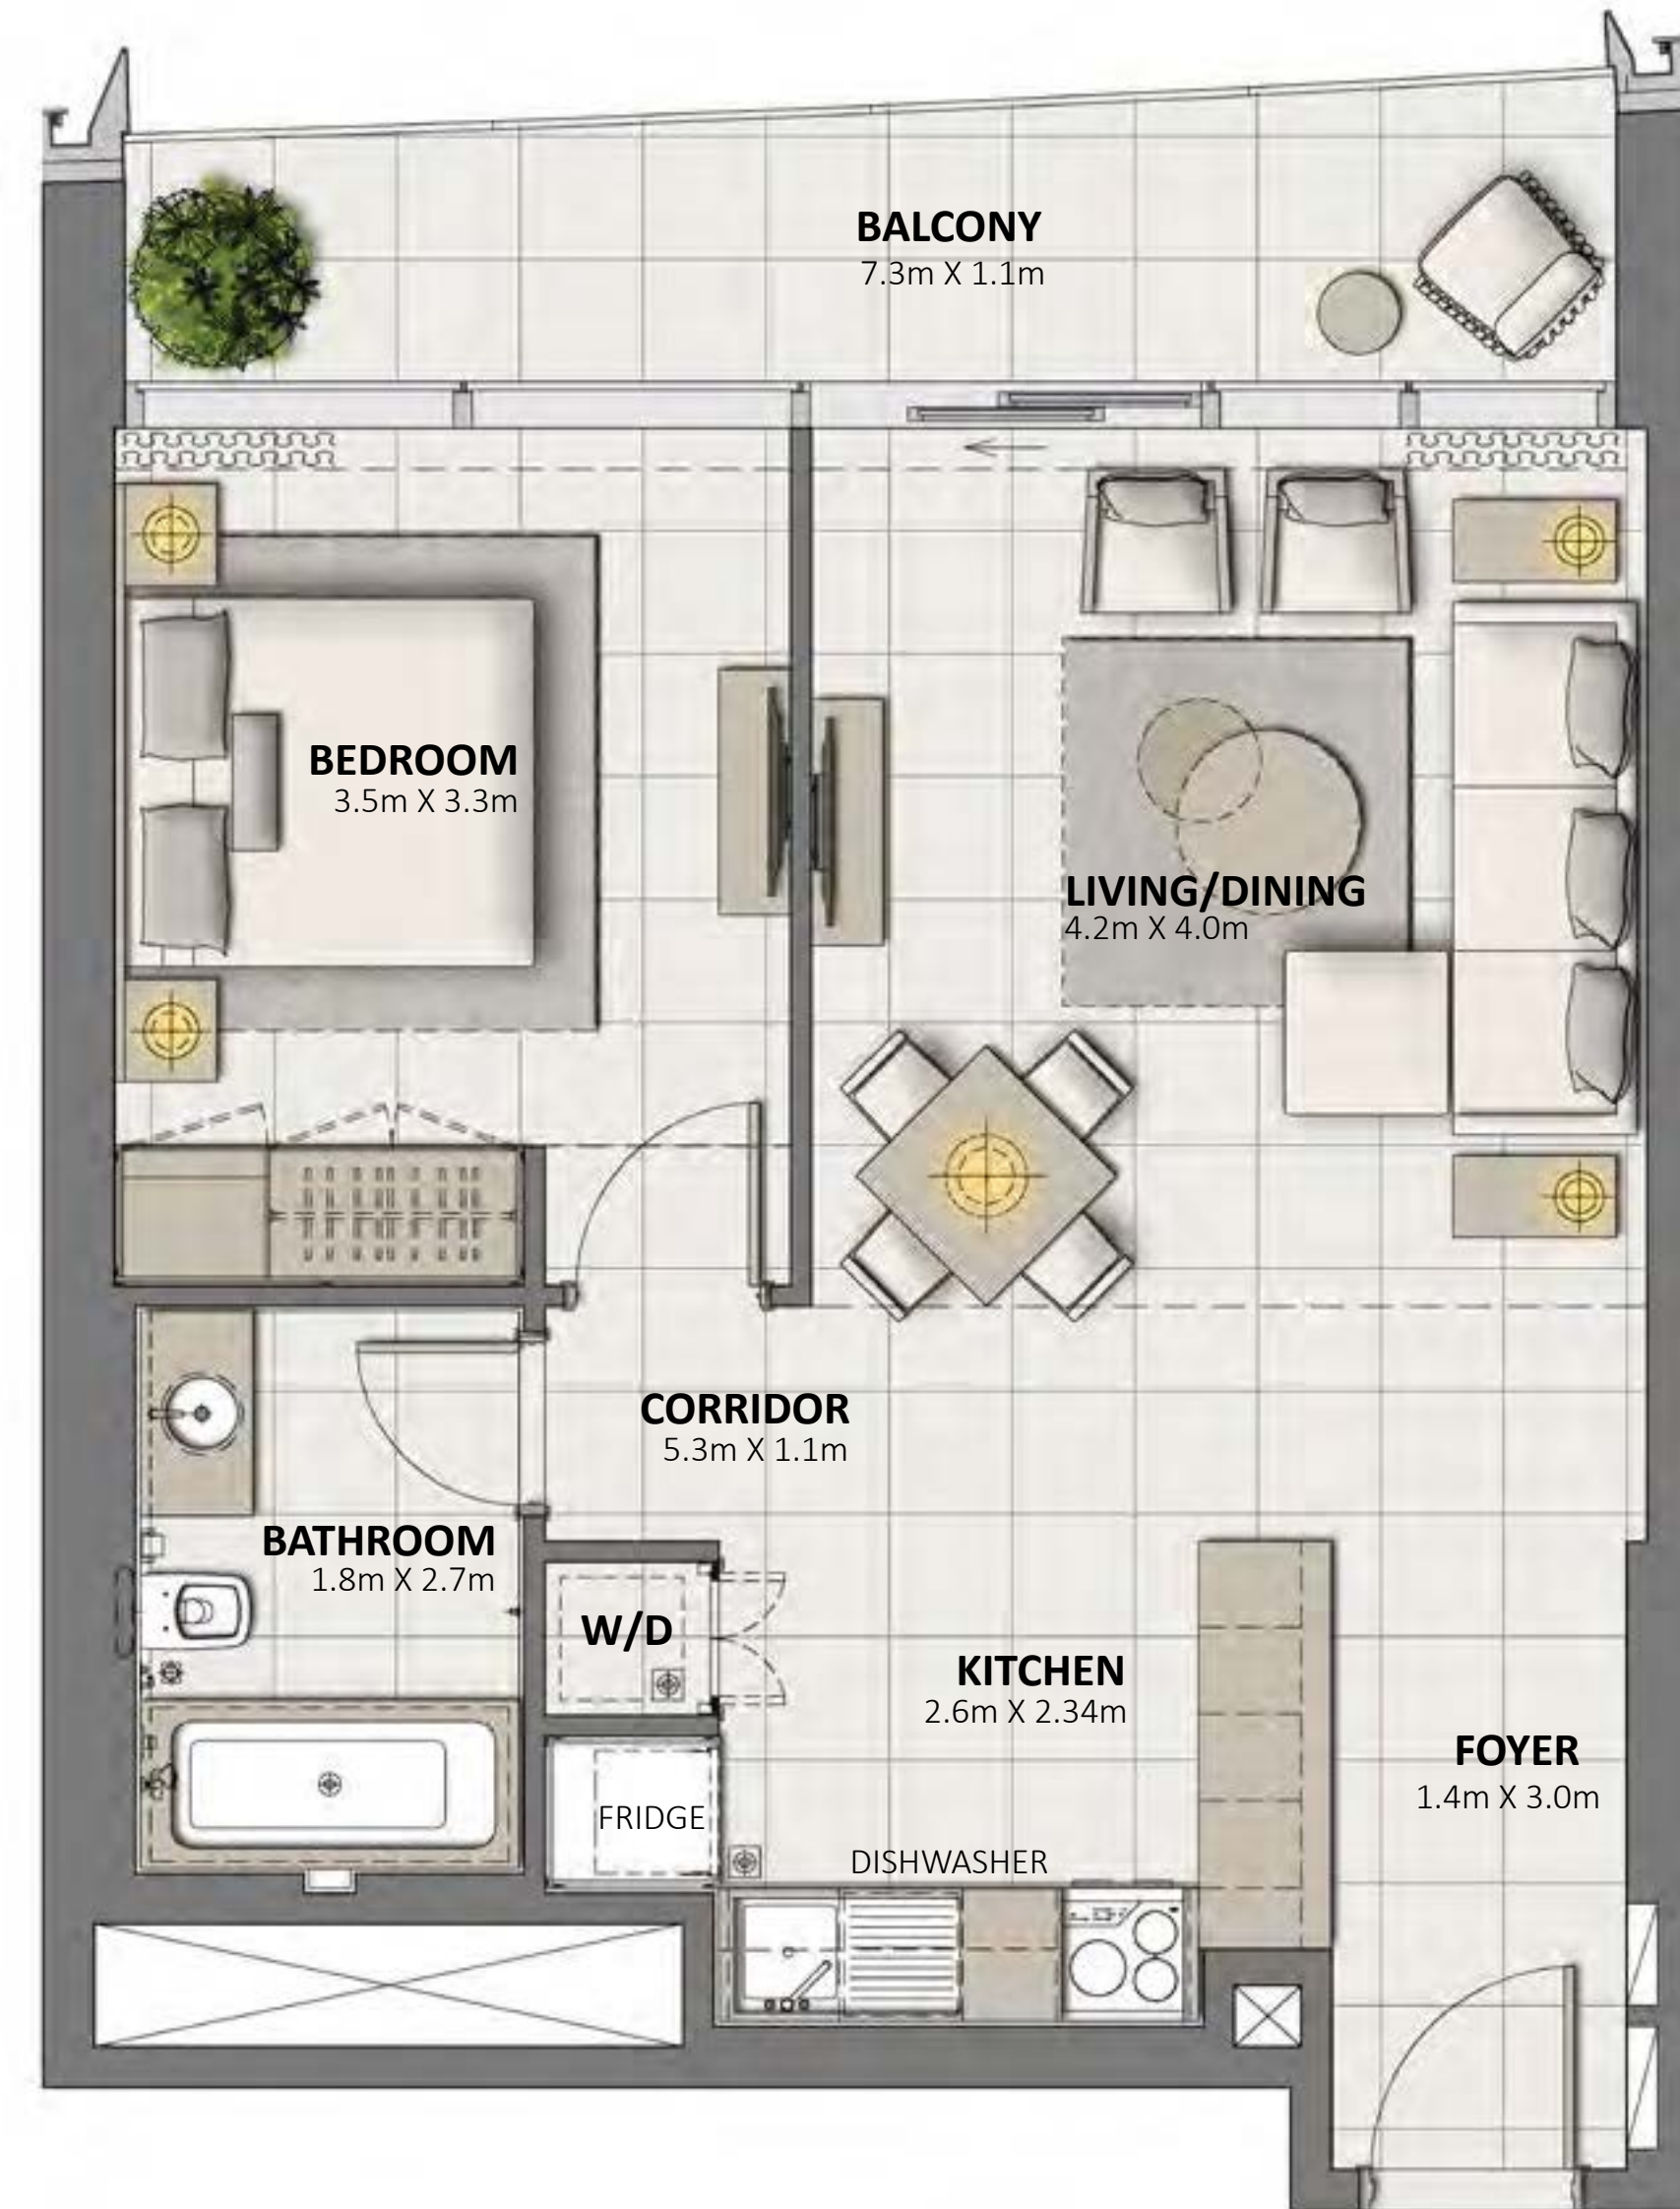 BALCONY
7.3m X 1.1m
BEDROOM
3.5m X 3.3m
LIVING/DINING
4.2m X 4.0m
CORRIDOR
5.3m X 1.1m
BATHROOM
1.8m X 2.7m
W/D
KITCHEN
2.6m X 2.34m
FOYER
1.4m X 3.0m
FRIDGE
DISHWASHER